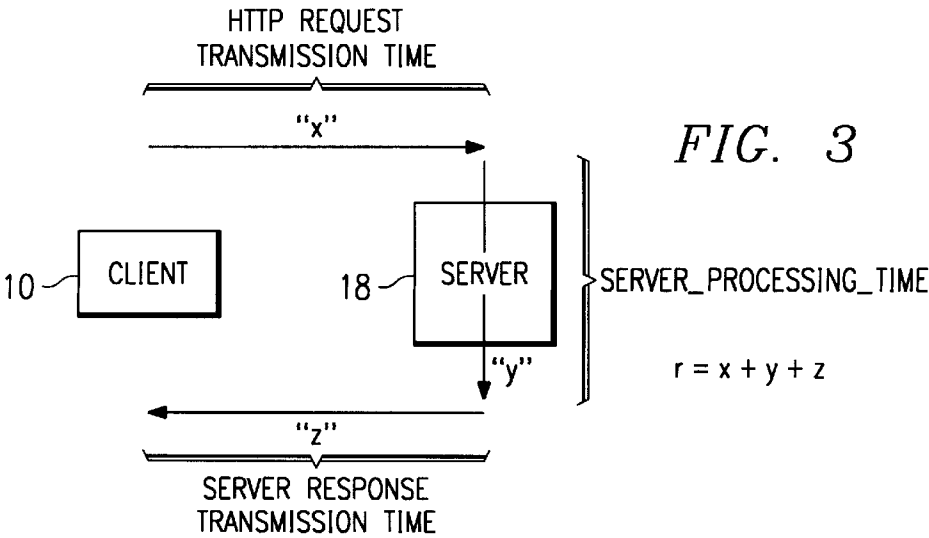 HTTP REQUEST
TRANSMISSION TIME
“x”
FIG. 3
10
CLIENT
18
SERVER
SERVER_PROCESSING_TIME
“y”
r = x + y + z
“z”
SERVER RESPONSE
TRANSMISSION TIME